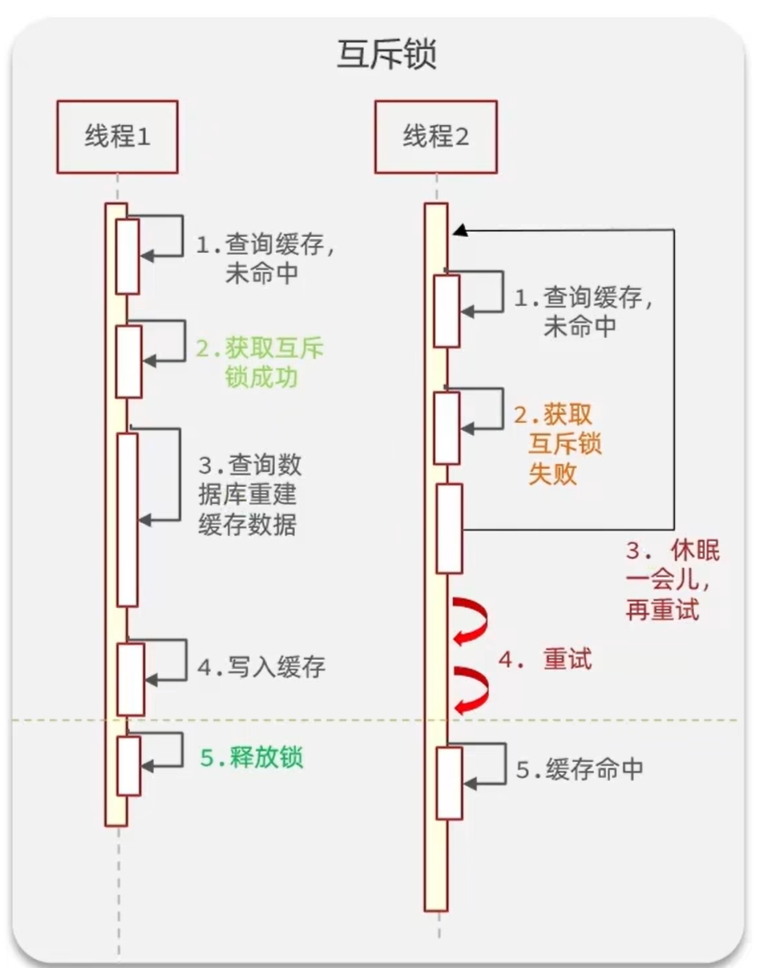 互斥锁
线程1
线程2
1.查询缓存，
未命中
2.获取互斥
锁成功
3.查询数
据库重建
缓存数据
4.写入缓存
5.释放锁
1.查询缓存，
未命中
2.获取
互斥锁
失败
3. 休眠
一会儿，
再重试
4. 重试
5.缓存命中